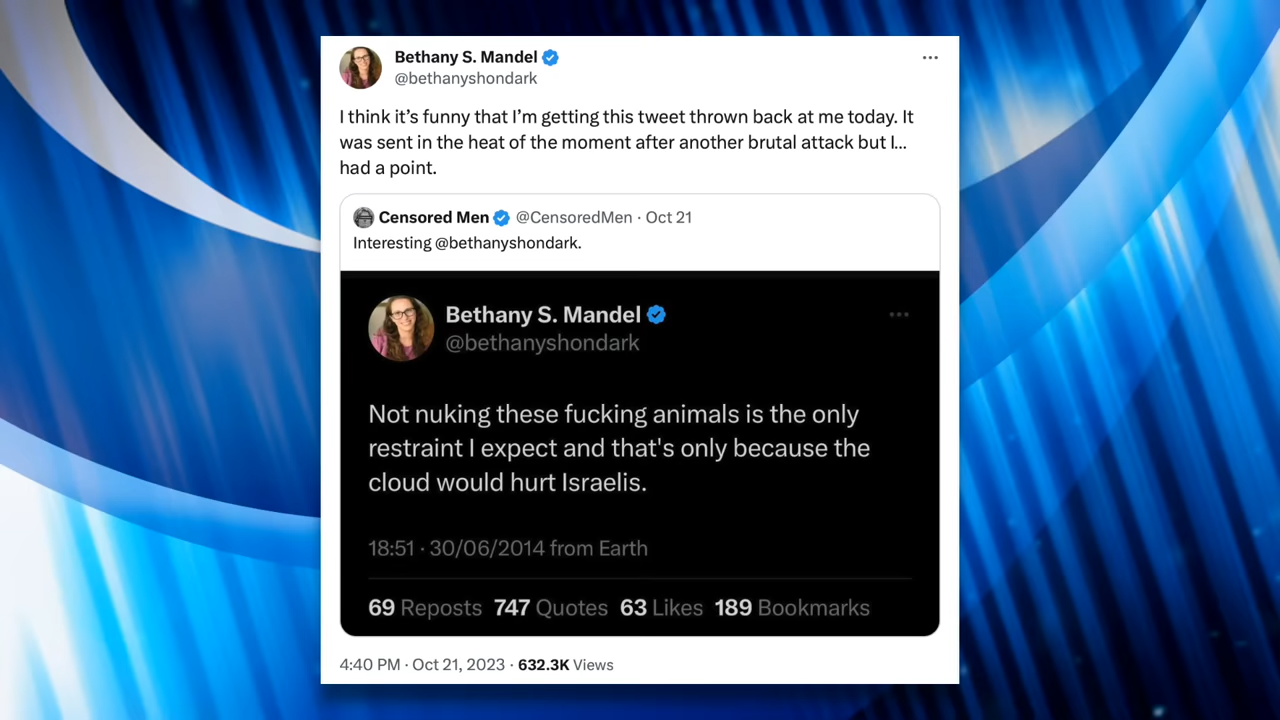 Bethany S. Mandel
@bethanyshondark
I think it’s funny that I’m getting this tweet thrown back at me today. It
was sent in the heat of the moment after another brutal attack but I...
had a point.
Censored Men @CensoredMen · Oct 21
Interesting @bethanyshondark.
Bethany S. Mandel
@bethanyshondark
Not nuking these fucking animals is the only
restraint I expect and that's only because the
cloud would hurt Israelis.
18:51 · 30/06/2014 from Earth
69 Reposts 747 Quotes 63 Likes 189 Bookmarks
4:40 PM · Oct 21, 2023 · 632.3K Views